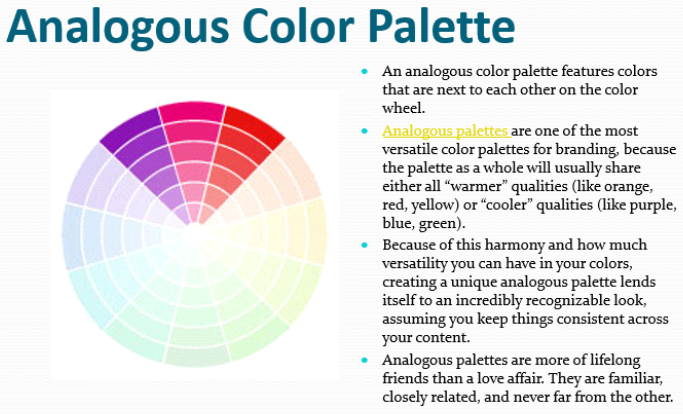 Analogous Color Palette
• An analogous color palette features colors
that are next to each other on the color
wheel.
• Analogous palettes are one of the most
versatile color palettes for branding, because
the palette as a whole will usually share
either all “warmer” qualities (like orange,
red, yellow) or “cooler” qualities (like purple,
blue, green).
• Because of this harmony and how much
versatility you can have in your colors,
creating a unique analogous palette lends
itself to an incredibly recognizable look,
assuming you keep things consistent across
your content.
• Analogous palettes are more of lifelong
friends than a love affair. They are familiar,
closely related, and never far from the other.